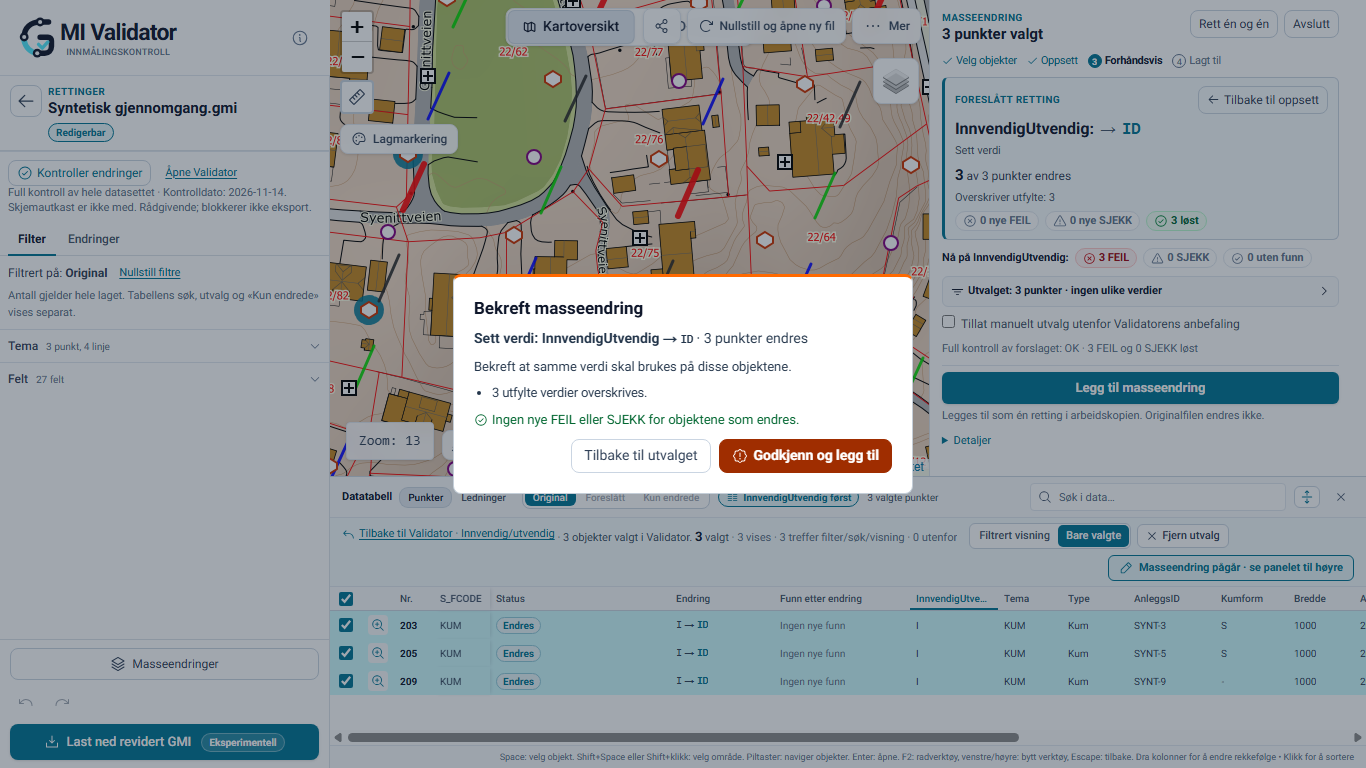 MI Validator
INNMÅLINGSKONTROLL
RETTINGER
Syntetisk gjennomgang.gmi
Redigerbar
Kontroller endringer
Åpne Validator
Full kontroll av hele datasettet · Kontrolldato: 2026-11-14.
Skjemautkast er ikke med. Rådgivende; blokkerer ikke eksport.
Filter
Endringer
Filtrert på: Original
Nullstill filtre
Antall gjelder hele laget. Tabellens søk, utvalg og «Kun endrede»
vises separat.
Tema 3 punkt, 4 linje
Felt 27 felt
Masseendringer
Last ned revidert GMI Eksperimentell
+
−
Kartoversikt
Nullstill og åpne ny fil
Mer
Lagmarkering
22/62
22/77
22/42,49
22/76
22/64
22/75
Syenittveien
Zoom: 13
MASSEENDRING
3 punkter valgt
Rett én og én
Avslutt
Velg objekter
Oppsett
3 Forhåndsvis
4 Lagt til
FORESLÅTT RETTING
Tilbake til oppsett
InnvendigUtvendig: → ID
Sett verdi
3 av 3 punkter endres
Overskriver utfylte: 3
0 nye FEIL
0 nye SJEKK
3 løst
Nå på InnvendigUtvendig:
3 FEIL
0 SJEKK
0 uten funn
Utvalget: 3 punkter · ingen ulike verdier
Tillat manuelt utvalg utenfor Validatorens anbefaling
Full kontroll av forslaget: OK · 3 FEIL og 0 SJEKK løst
Legg til masseendring
Legges til som én retting i arbeidskopien. Originalfilen endres ikke.
Detaljer
Bekreft masseendring
Sett verdi: InnvendigUtvendig → ID · 3 punkter endres
Bekreft at samme verdi skal brukes på disse objektene.
• 3 utfylte verdier overskrives.
Ingen nye FEIL eller SJEKK for objektene som endres.
Tilbake til utvalget
Godkjenn og legg til
Datatabell
Punkter
Ledninger
Original
Foreslått
Kun endrede
InnvendigUtvendig først
3 valgte punkter
Søk i data…
Tilbake til Validator · Innvendig/utvendig · 3 objekter valgt i Validator. 3 valgt · 3 vises · 3 treffer filter/søk/visning · 0 utenfor
Filtrert visning
Bare valgte
Fjern utvalg
Masseendring pågår · se panelet til høyre
Nr. S_FCODE Status Endring Funn etter endring InnvendigUtve… Tema Type AnleggsID Kumform Bredde
203 KUM Endres I → ID Ingen nye funn I KUM Kum SYNT-3 S 1000
205 KUM Endres I → ID Ingen nye funn I KUM Kum SYNT-5 S 1000
209 KUM Endres I → ID Ingen nye funn I KUM Kum SYNT-9 · 1000
Space: velg objekt. Shift+Space eller Shift+klikk: velg område. Piltaster: naviger objekter. Enter: åpne. F2: radverktøy, venstre/høyre: bytt verktøy, Escape: tilbake. Dra kolonner for å endre rekkefølge • Klikk for å sortere